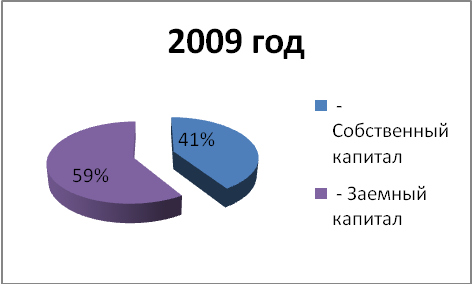 2009 год
41%
59%
-
Собственный
капитал
- Заемный
капитал